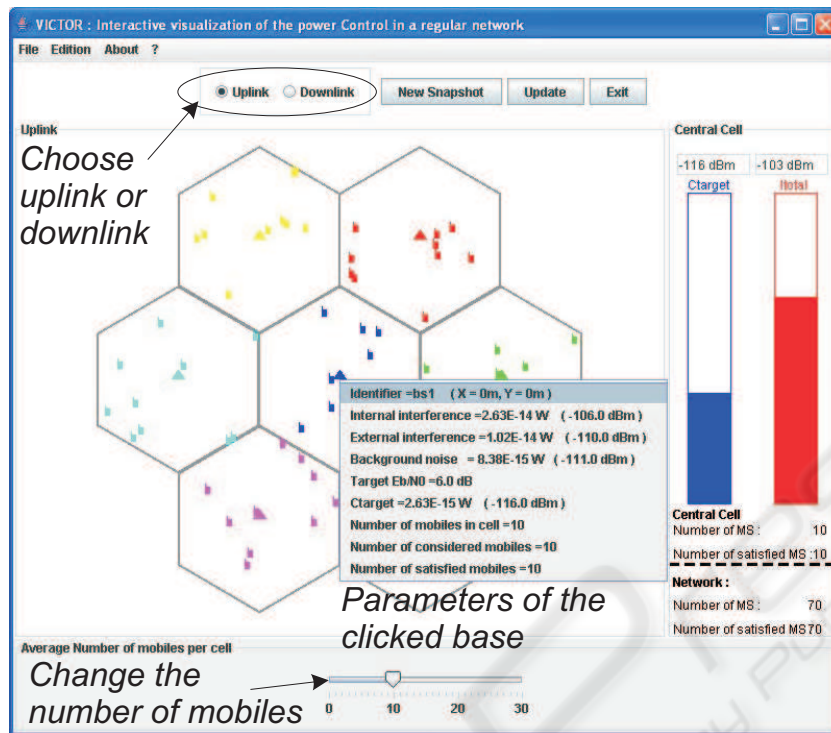 VICTOR : Interactive visualization of the power Control in a regular network
File Edition About ?
Uplink Downlink New Snapshot Update Exit
Uplink
Central Cell
Choose
uplink or
downlink
-116 dBm -103 dBm
Ctarget Itotal
Identifier =bs1 ( X = 0m, Y = 0m )
Internal interference =2.63E-14 W ( -106.0 dBm )
External interference =1.02E-14 W ( -110.0 dBm )
Background noise = 8.38E-15 W ( -111.0 dBm )
Target Eb/N0 =6.0 dB
Ctarget =2.63E-15 W ( -116.0 dBm )
Number of mobiles in cell =10
Number of considered mobiles =10
Number of satisfied mobiles =10
Parameters of the
clicked base
Central Cell
Number of MS : 10
Number of satisfied MS :10
Network :
Number of MS : 70
Number of satisfied MS 70
Average Number of mobiles per cell
Change the
number of mobiles
0 10 20 30